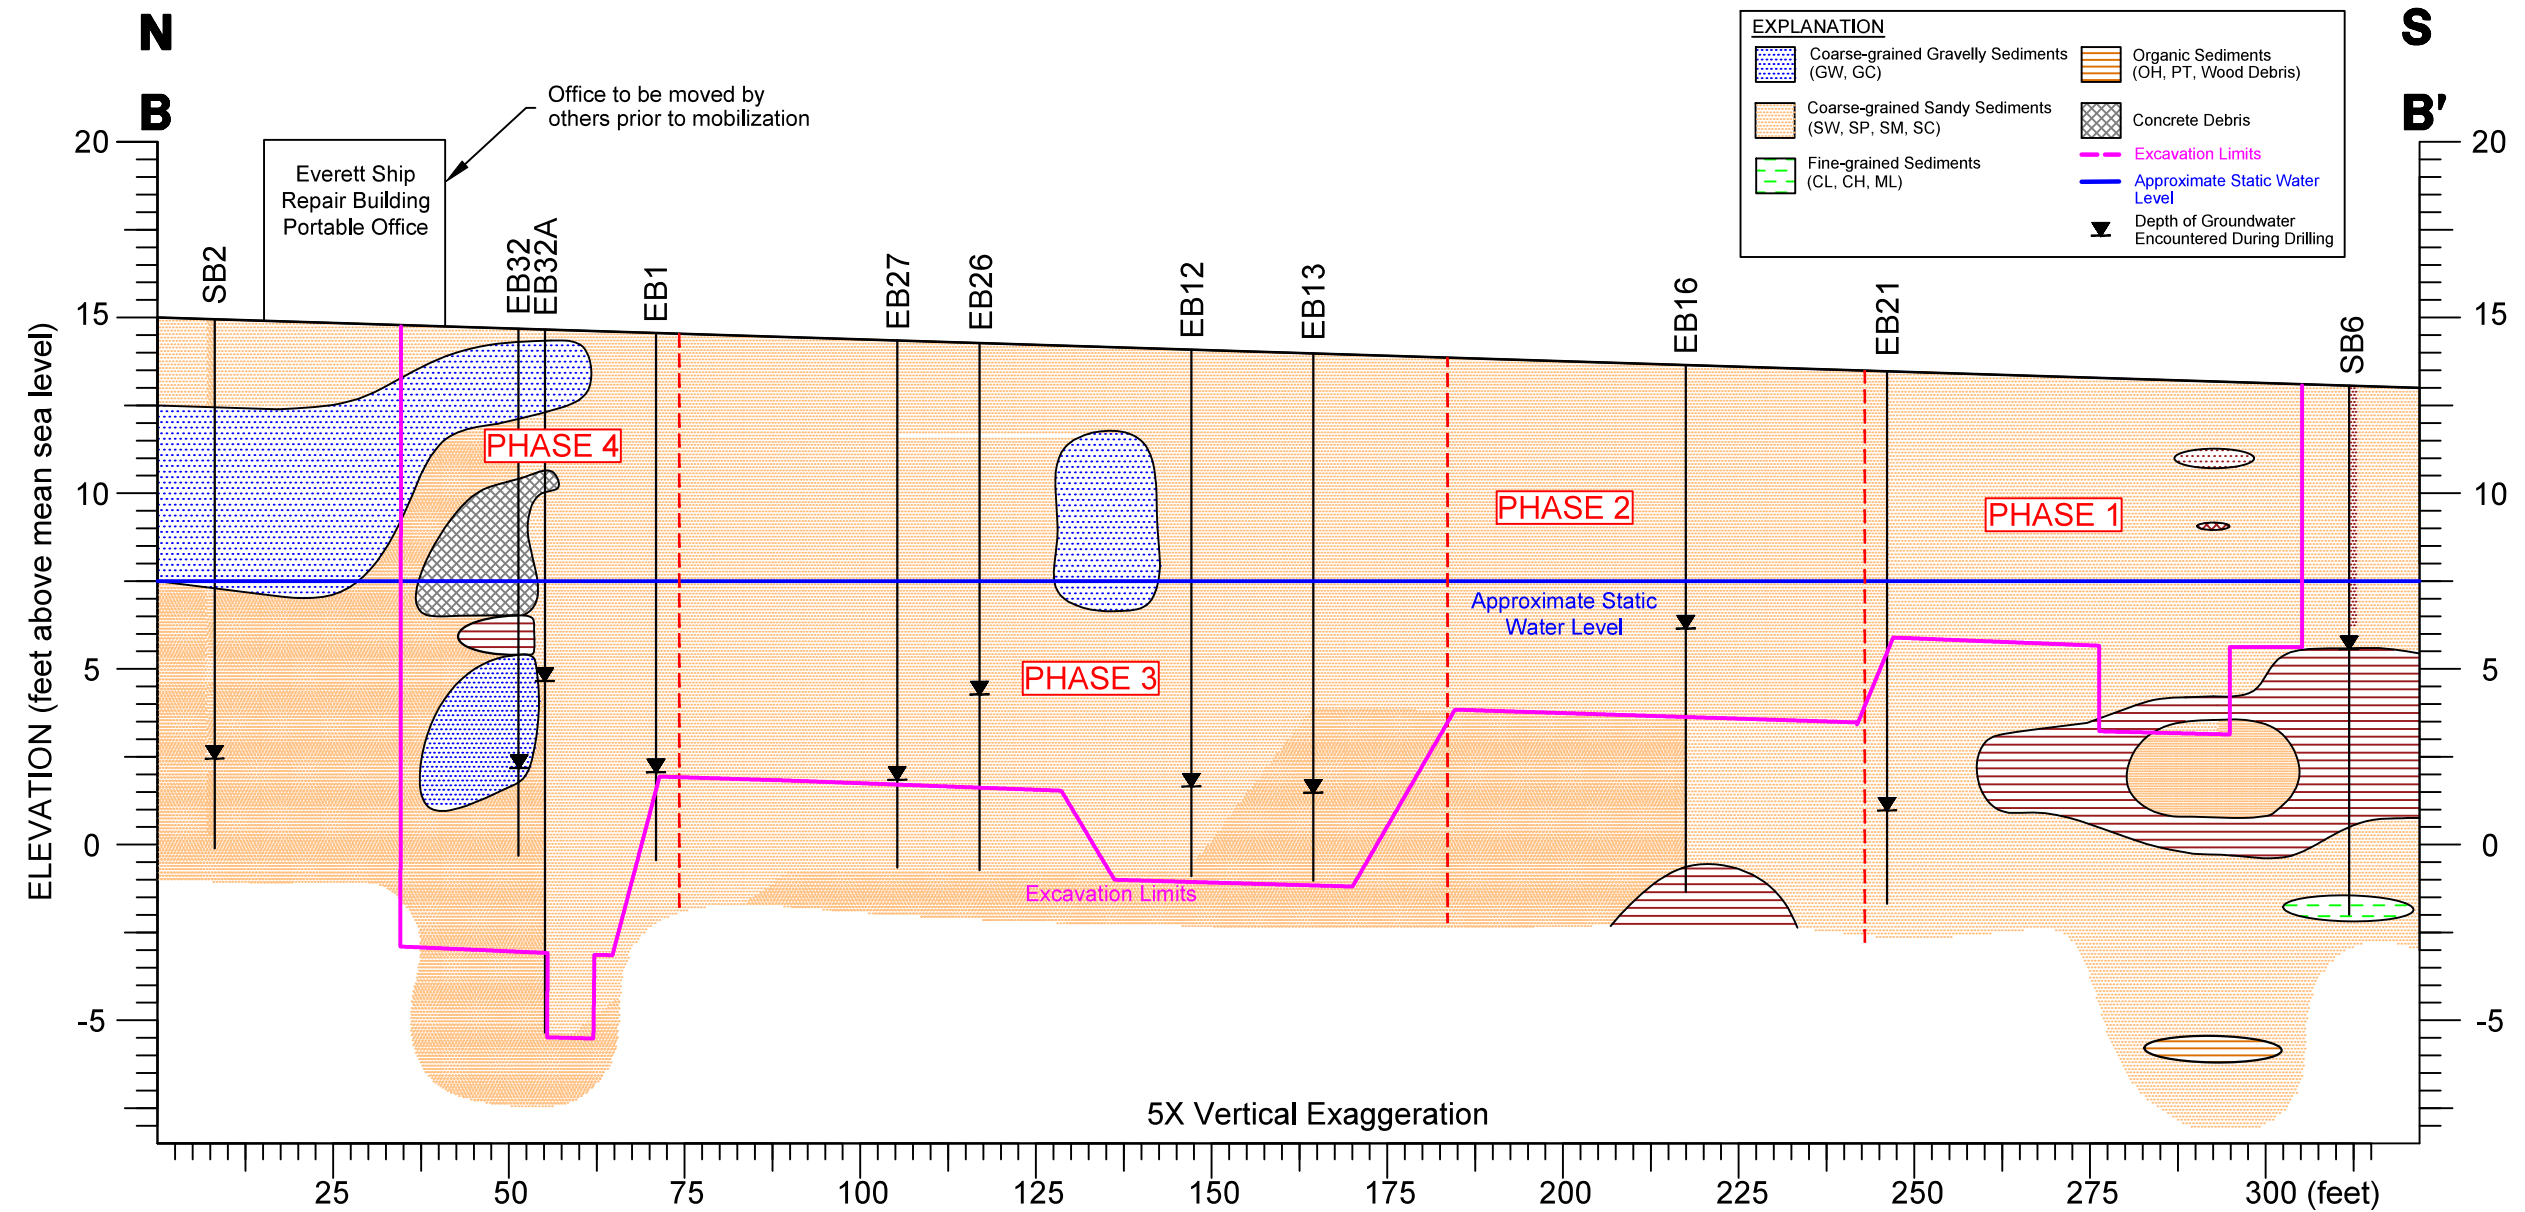 N
S
B
B'
EXPLANATION
Coarse-grained Gravelly Sediments
(GW, GC)
Coarse-grained Sandy Sediments
(SW, SP, SM, SC)
Fine-grained Sediments
(CL, CH, ML)
Organic Sediments
(OH, PT, Wood Debris)
Concrete Debris
Excavation Limits
Approximate Static Water
Level
Depth of Groundwater
Encountered During Drilling
Office to be moved by
others prior to mobilization
Everett Ship
Repair Building
Portable Office
ELEVATION (feet above mean sea level)
20
15
10
5
0
-5
20
15
10
5
0
-5
SB2
EB32
EB32A
EB1
EB27
EB26
EB12
EB13
EB16
EB21
SB6
PHASE 4
PHASE 3
PHASE 2
PHASE 1
Approximate Static
Water Level
Excavation Limits
5X Vertical Exaggeration
25
50
75
100
125
150
175
200
225
250
275
300 (feet)